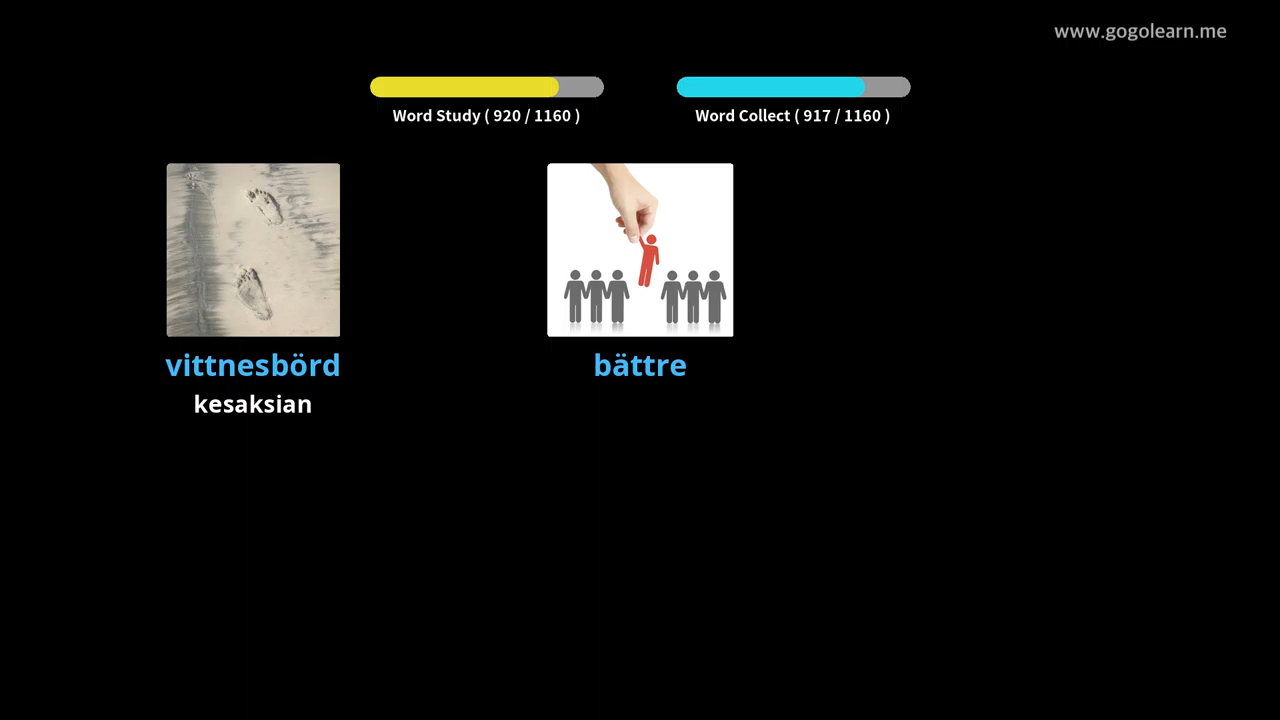 www.gogolearn.me
Word Study ( 920 / 1160 )
Word Collect ( 917 / 1160 )
vittnesbörd
kesaksian
bättre